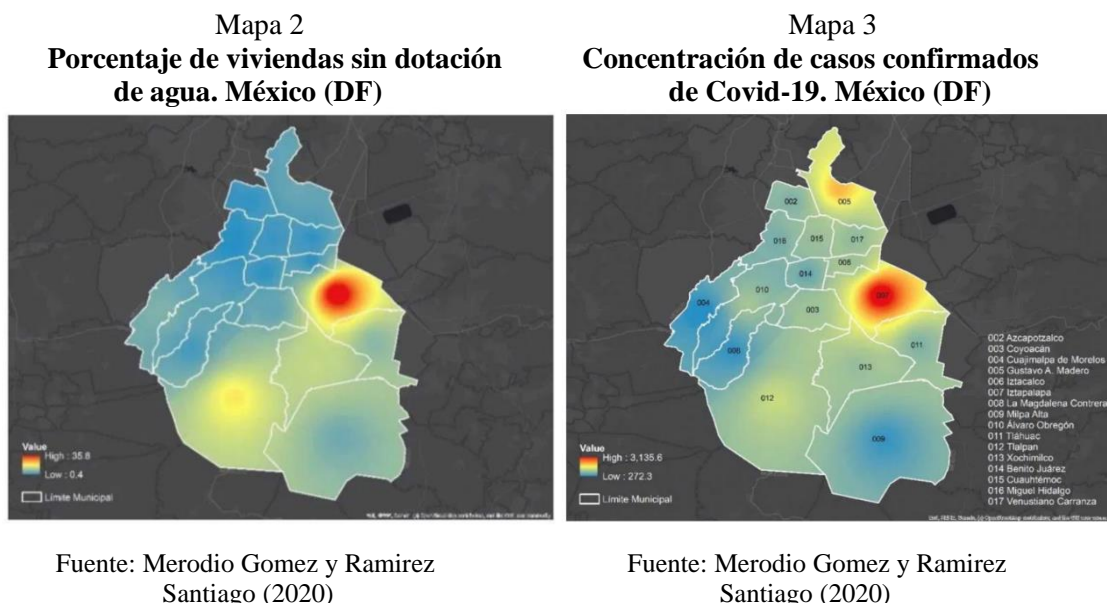 Mapa 2
Porcentaje de viviendas sin dotación
de agua. México (DF)
Value
High : 35.8
Low : 0.4
Límite Municipal
Fuente: Merodio Gomez y Ramirez
Santiago (2020)
Mapa 3
Concentración de casos confirmados
de Covid-19. México (DF)
005
002
016
015
017
006
014
007
010
004
003
008
011
013
012
009
002 Azcapotzalco
003 Coyoacán
004 Cuajimalpa de Morelos
005 Gustavo A. Madero
006 Iztacalco
007 Iztapalapa
008 La Magdalena Contrera
009 Milpa Alta
010 Álvaro Obregón
011 Tláhuac
012 Tlalpan
013 Xochimilco
014 Benito Juárez
015 Cuauhtémoc
016 Miguel Hidalgo
017 Venustiano Carranza
Value
High : 3,135.6
Low : 272.3
Límite Municipal
Fuente: Merodio Gomez y Ramirez
Santiago (2020)